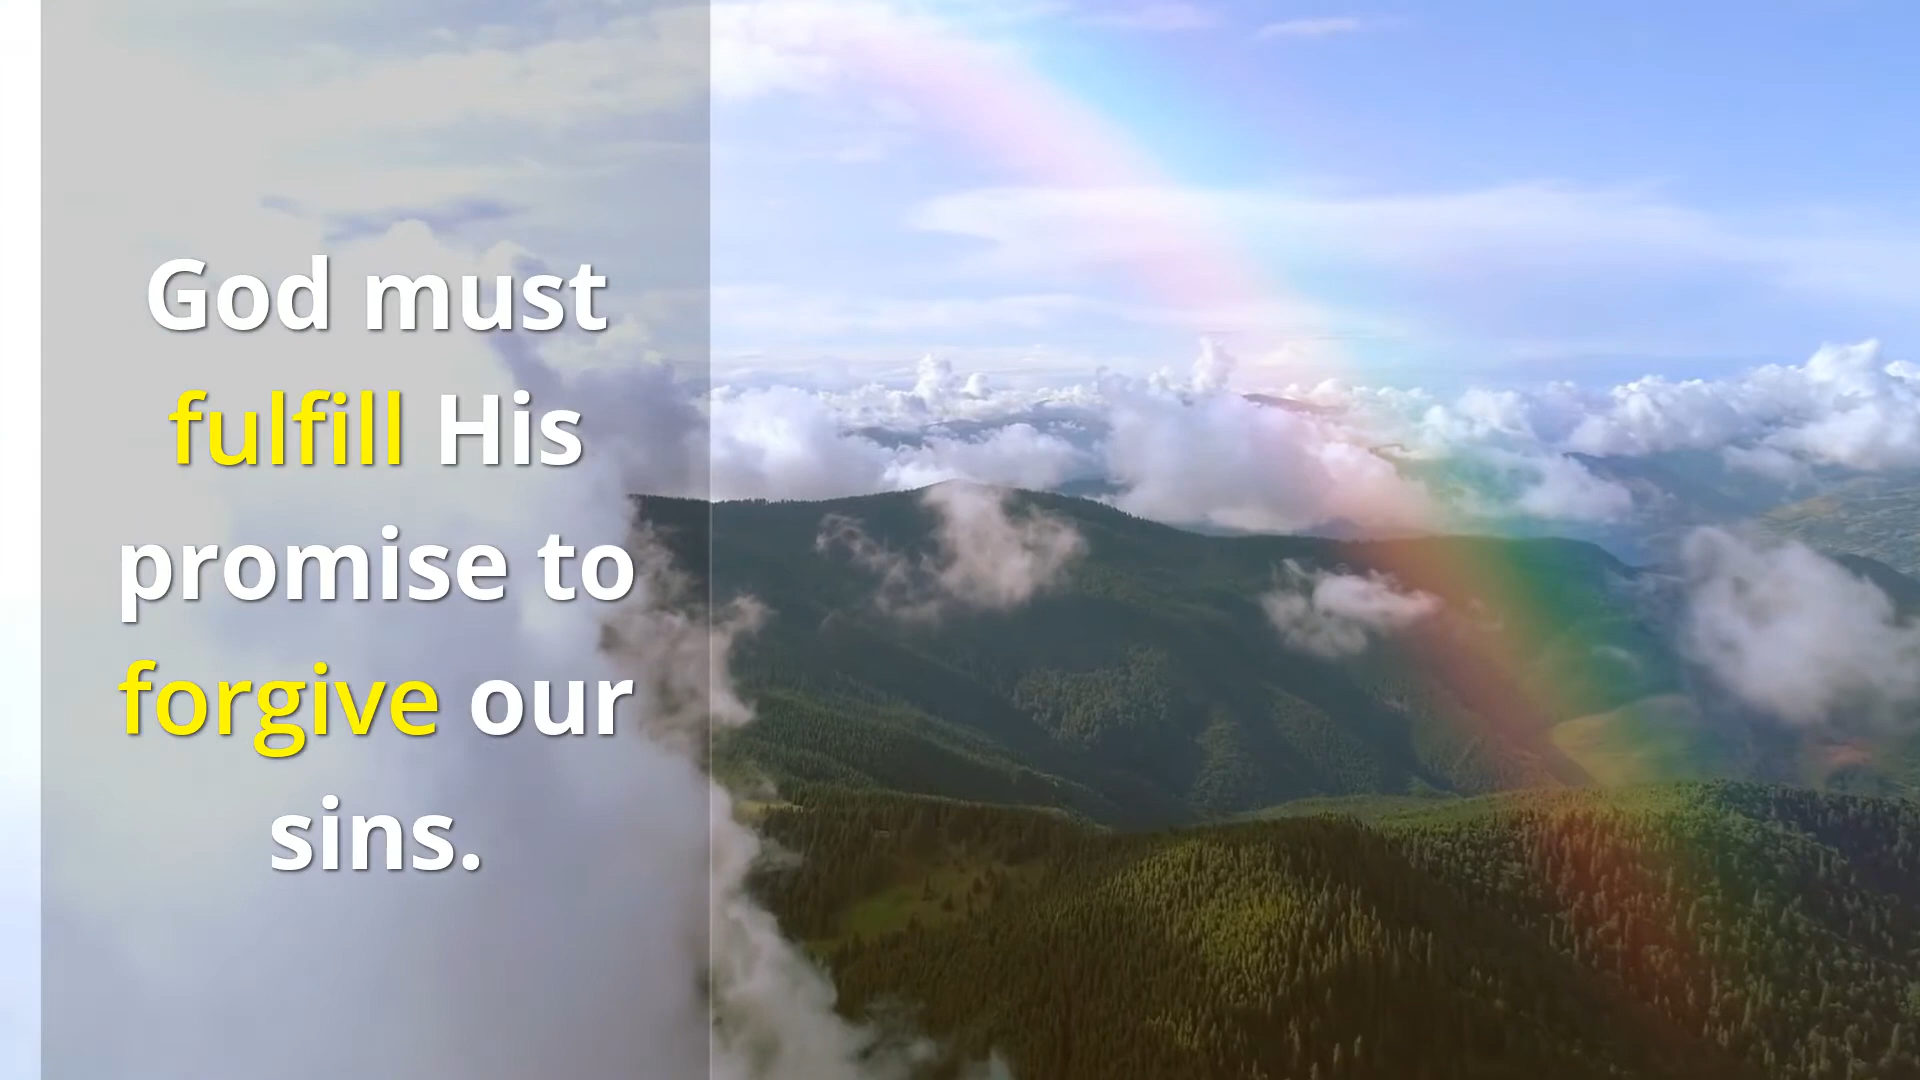 God must
fulfill His
promise to
forgive our
sins.